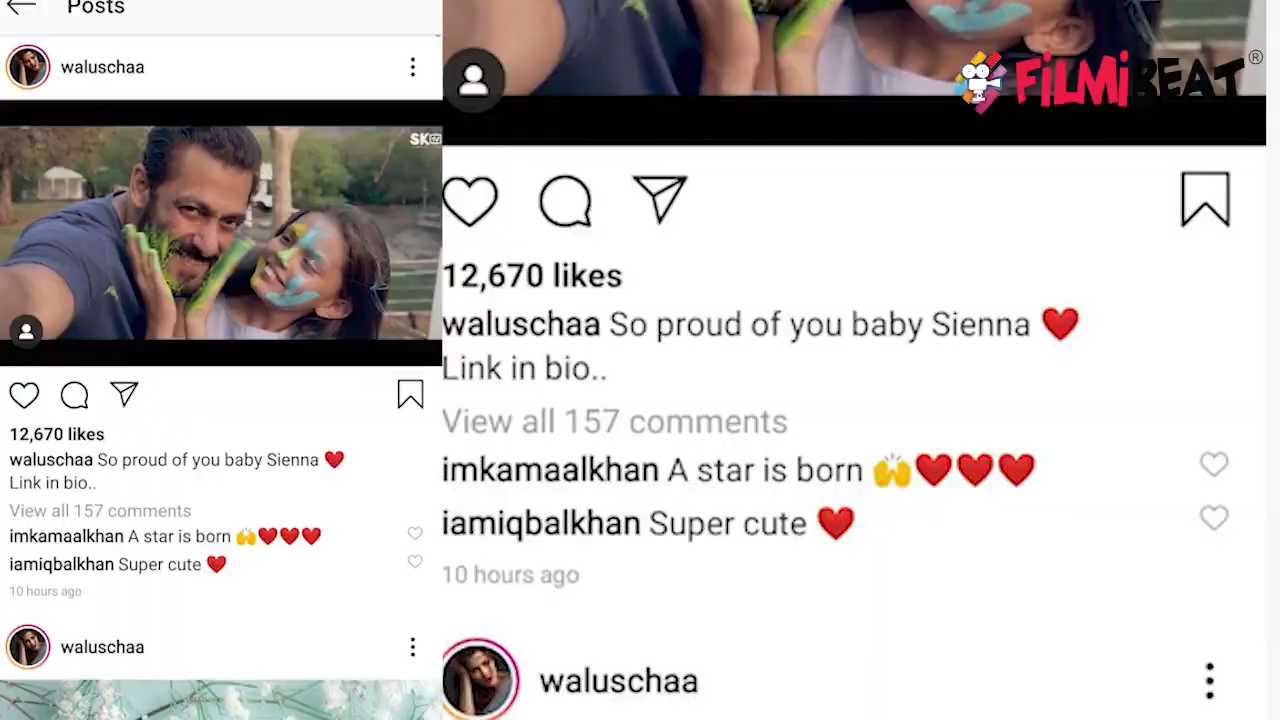 Posts
waluschaa
SK
12,670 likes
waluschaa So proud of you baby Sienna ❤️
Link in bio..
View all 157 comments
imkamaalkhan A star is born 🙌❤️❤️❤️
iamiqbalkhan Super cute ❤️
10 hours ago
waluschaa
FiLMiBEAT®
12,670 likes
waluschaa So proud of you baby Sienna ❤️
Link in bio..
View all 157 comments
imkamaalkhan A star is born 🙌❤️❤️❤️
iamiqbalkhan Super cute ❤️
10 hours ago
waluschaa